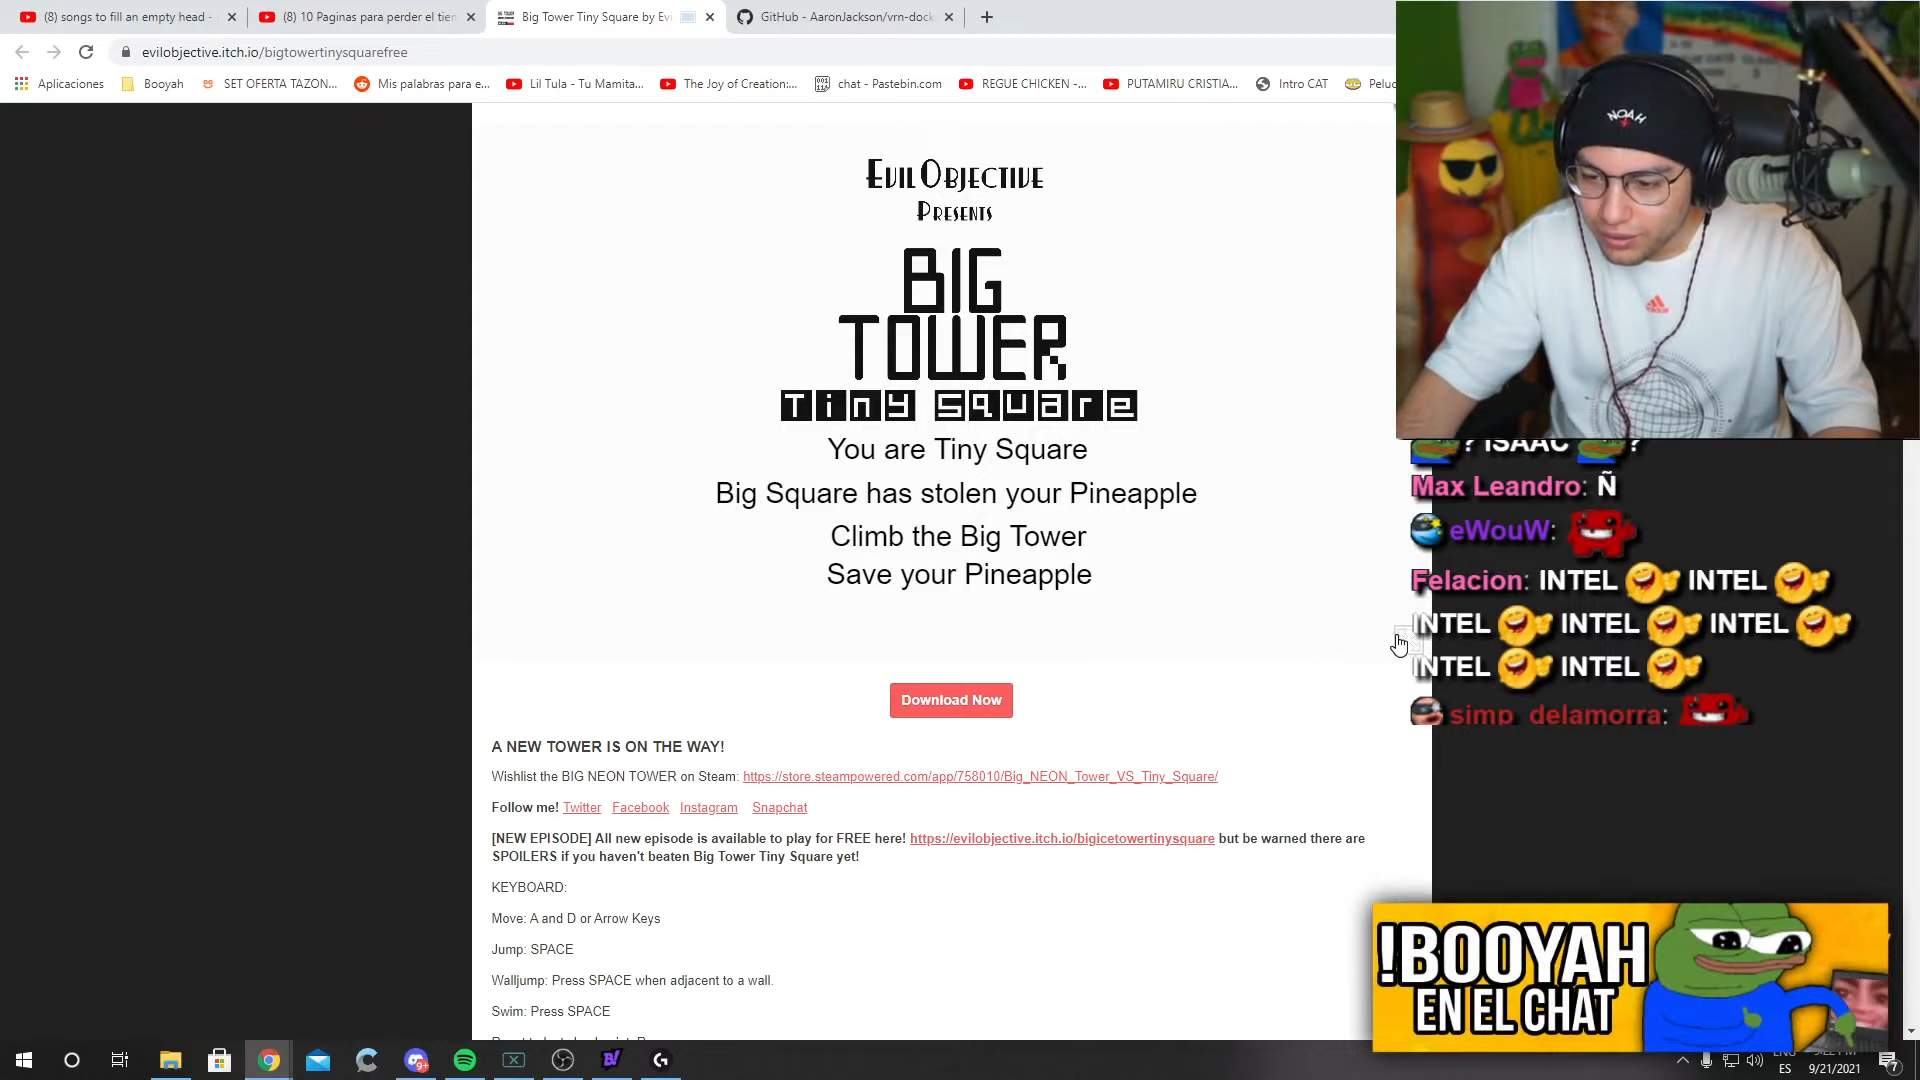 (8) songs to fill an empty head -
(8) 10 Paginas para perder el tiem
Big Tower Tiny Square by Evi
GitHub - AaronJackson/vrn-dock
evilobjective.itch.io/bigtowertinysquarefree
Aplicaciones
Booyah
SET OFERTA TAZON...
Mis palabras para e...
Lil Tula - Tu Mamita...
The Joy of Creation:...
chat - Pastebin.com
REGUE CHICKEN -...
PUTAMIRU CRISTIA...
Intro CAT
Peluc
NOAH
EVIL OBJECTIVE
PRESENTS
BIG
TOWER
Tiny Square
You are Tiny Square
Big Square has stolen your Pineapple
Climb the Big Tower
Save your Pineapple
? ISAAC ?
Max Leandro: Ñ
eWouW:
Felacion: INTEL INTEL
INTEL INTEL INTEL
INTEL INTEL
simp_delamorra:
Download Now
A NEW TOWER IS ON THE WAY!
Wishlist the BIG NEON TOWER on Steam: https://store.steampowered.com/app/758010/Big_NEON_Tower_VS_Tiny_Square/
Follow me! Twitter Facebook Instagram Snapchat
[NEW EPISODE] All new episode is available to play for FREE here! https://evilobjective.itch.io/bigicetowertinysquare but be warned there are
SPOILERS if you haven't beaten Big Tower Tiny Square yet!
KEYBOARD:
Move: A and D or Arrow Keys
Jump: SPACE
Walljump: Press SPACE when adjacent to a wall.
Swim: Press SPACE
!BOOYAH
EN EL CHAT
9+
ES
9/21/2021
7